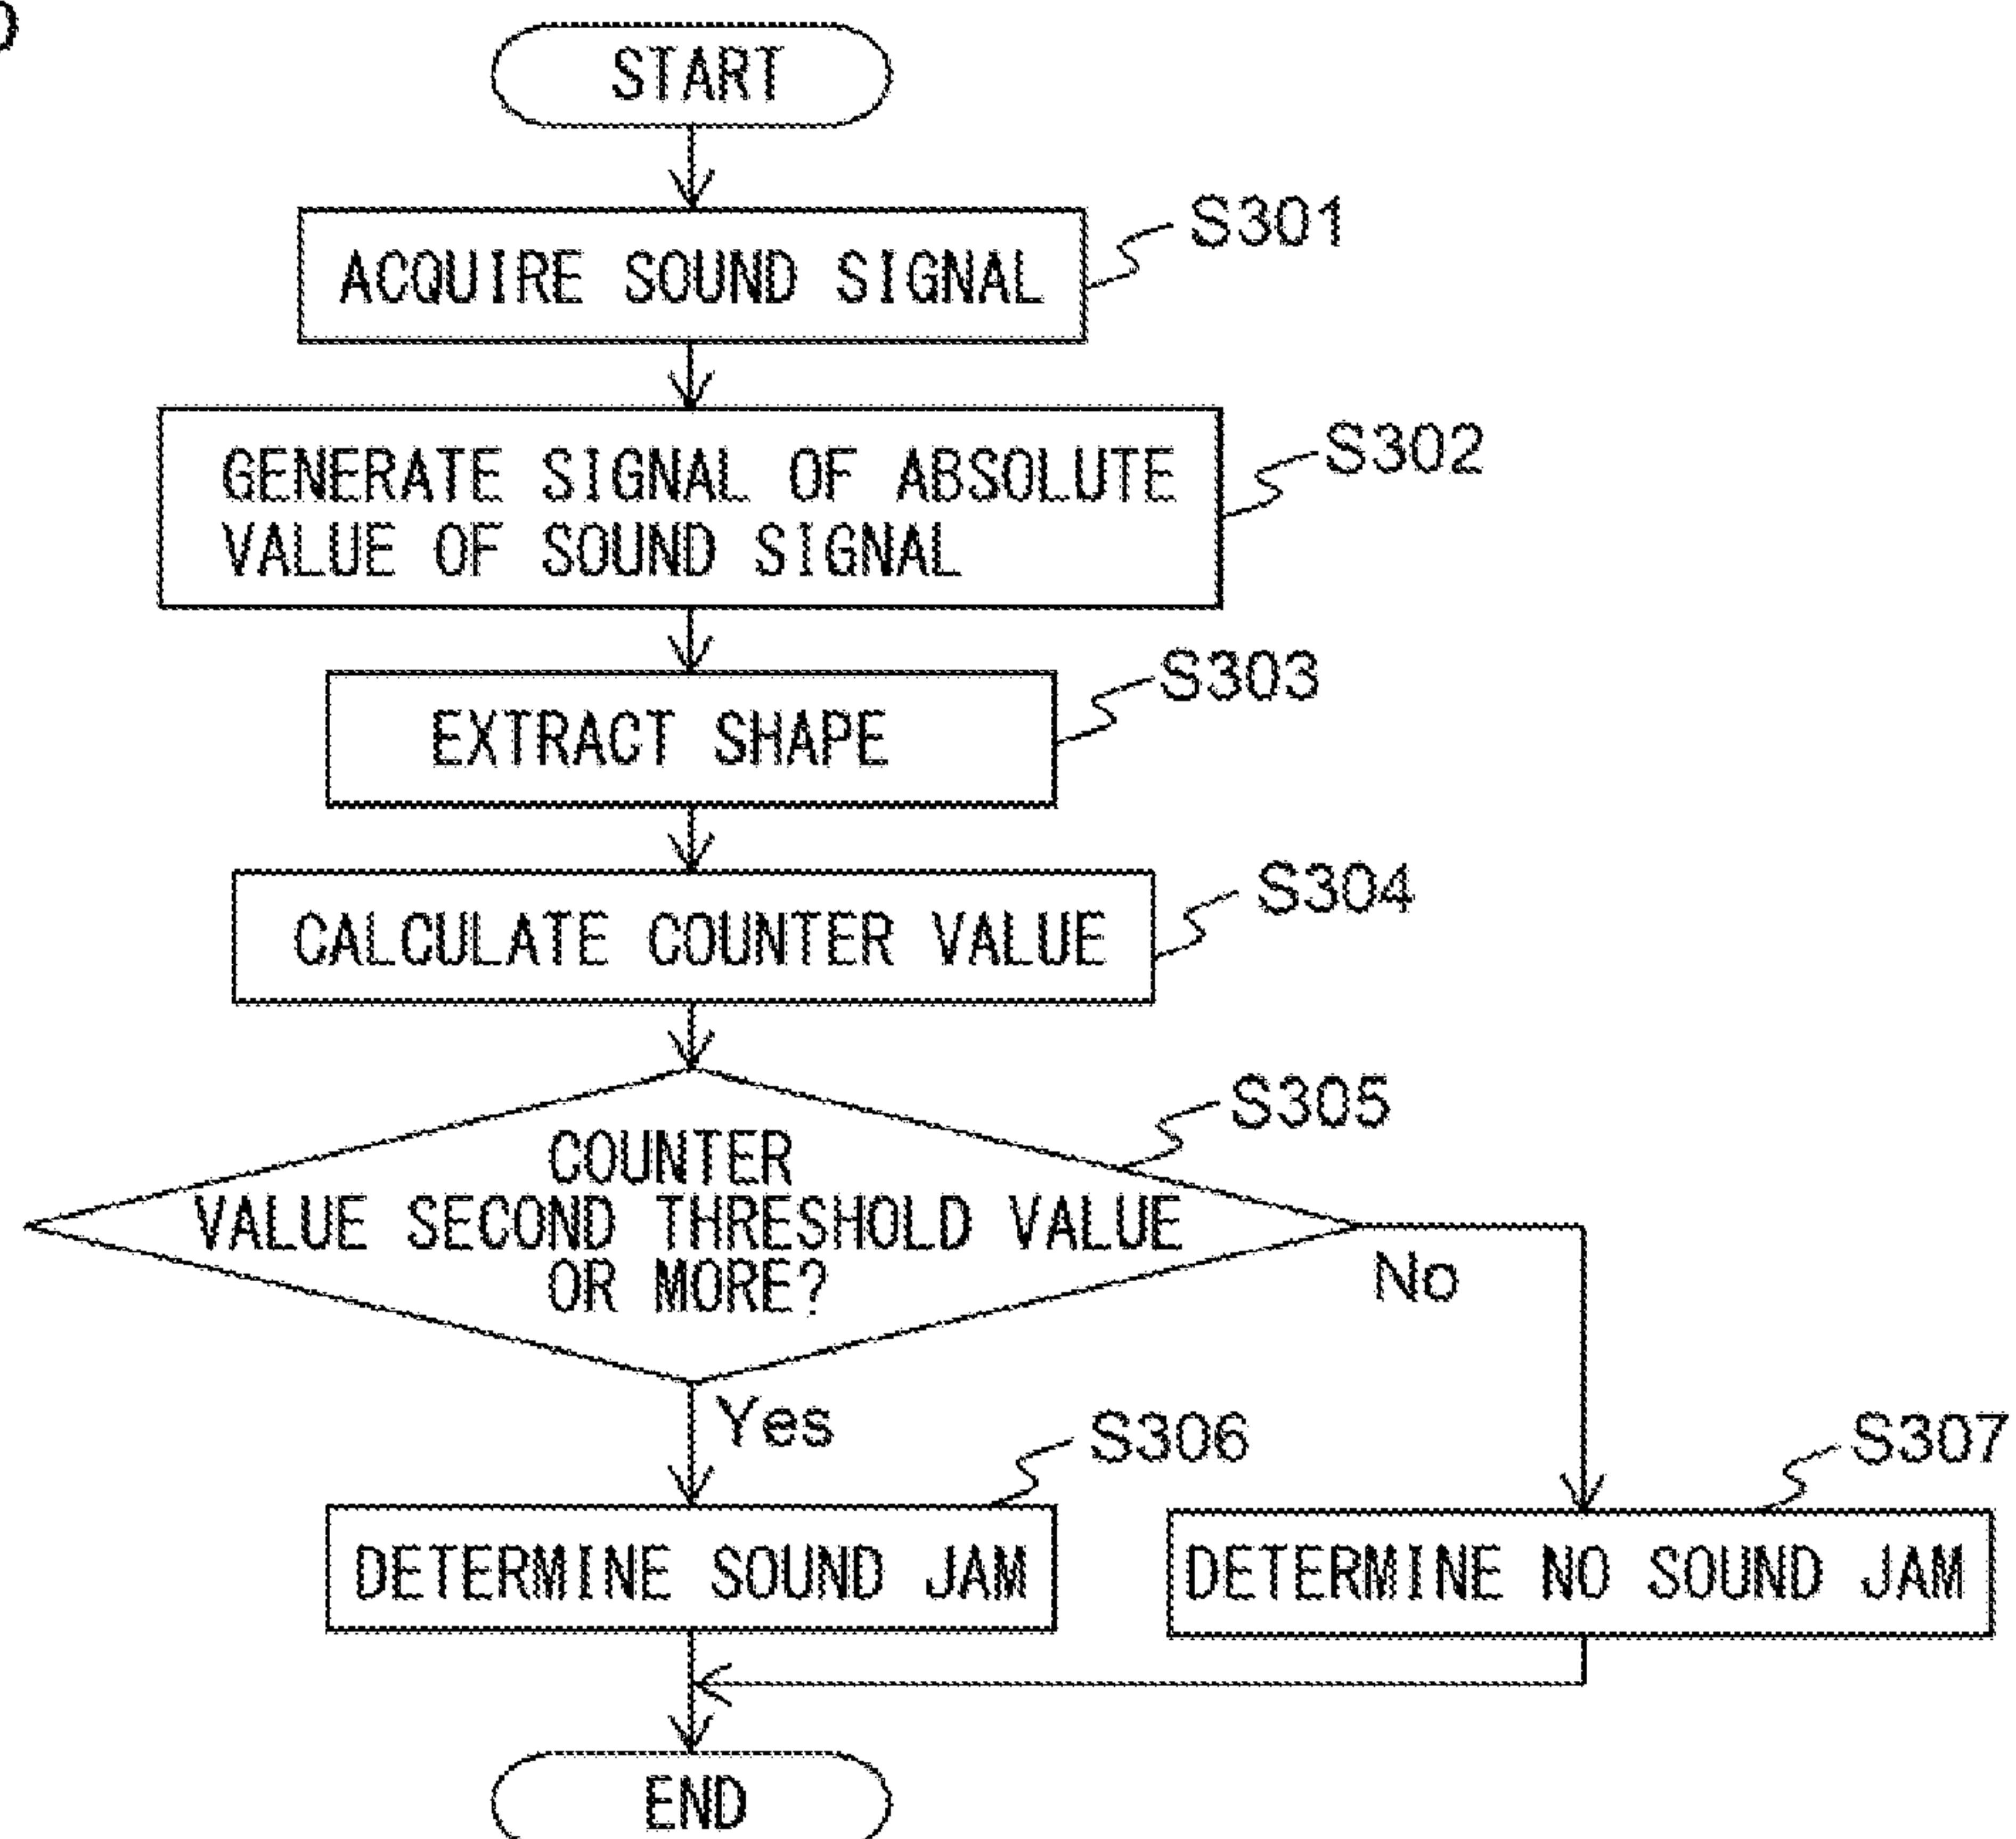 START
S301
ACQUIRE SOUND SIGNAL
S302
GENERATE SIGNAL OF ABSOLUTE
VALUE OF SOUND SIGNAL
S303
EXTRACT SHAPE
S304
CALCULATE COUNTER VALUE
S305
COUNTER
VALUE SECOND THRESHOLD VALUE
OR MORE?
No
Yes
S306
S307
DETERMINE SOUND JAM
DETERMINE NO SOUND JAM
END